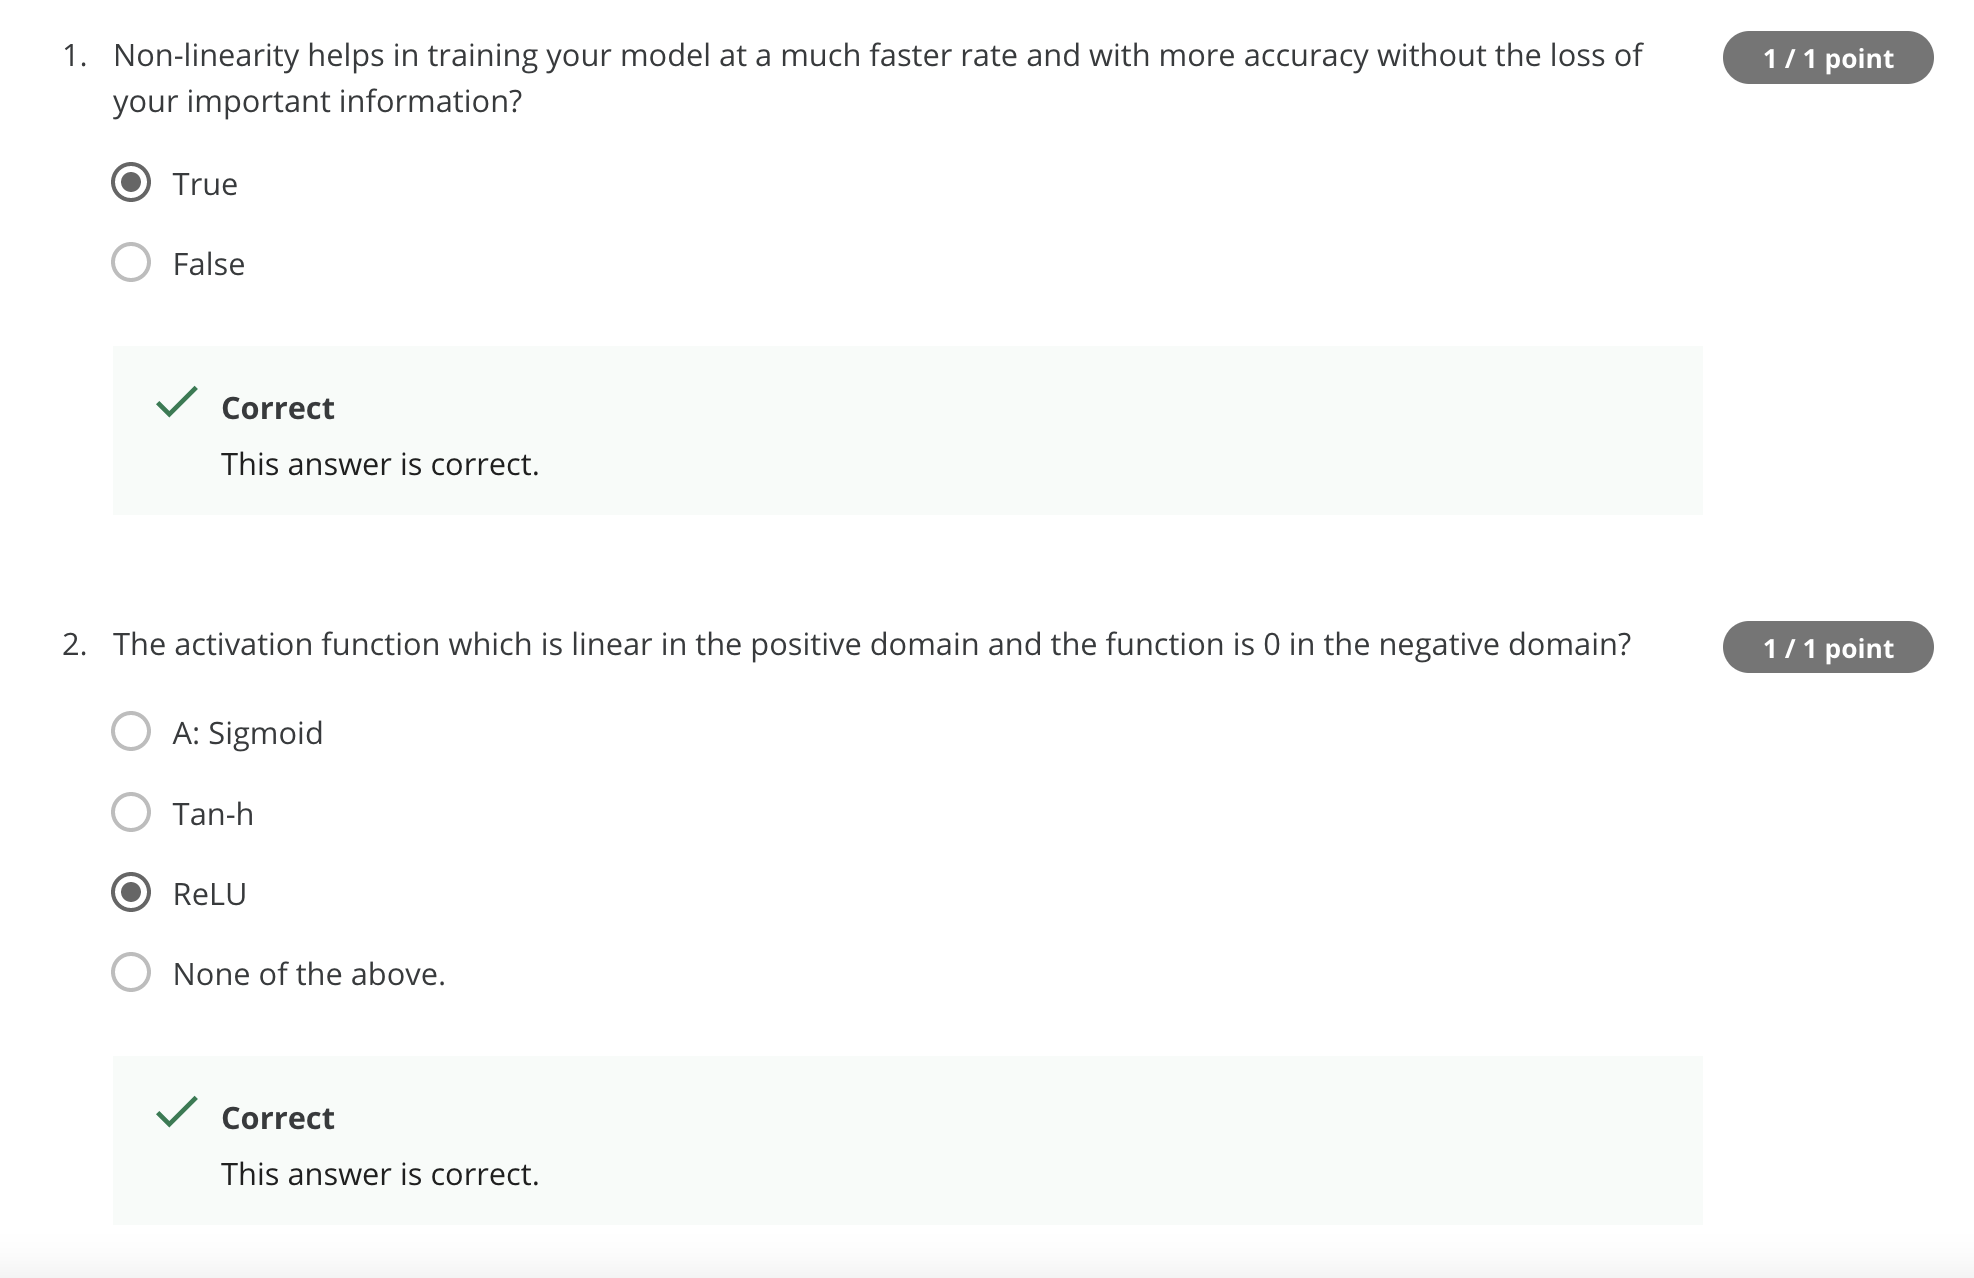 1. Non-linearity helps in training your model at a much faster rate and with more accuracy without the loss of
your important information?
1 / 1 point
True
False
Correct
This answer is correct.
2. The activation function which is linear in the positive domain and the function is 0 in the negative domain?
1 / 1 point
A: Sigmoid
Tan-h
ReLU
None of the above.
Correct
This answer is correct.